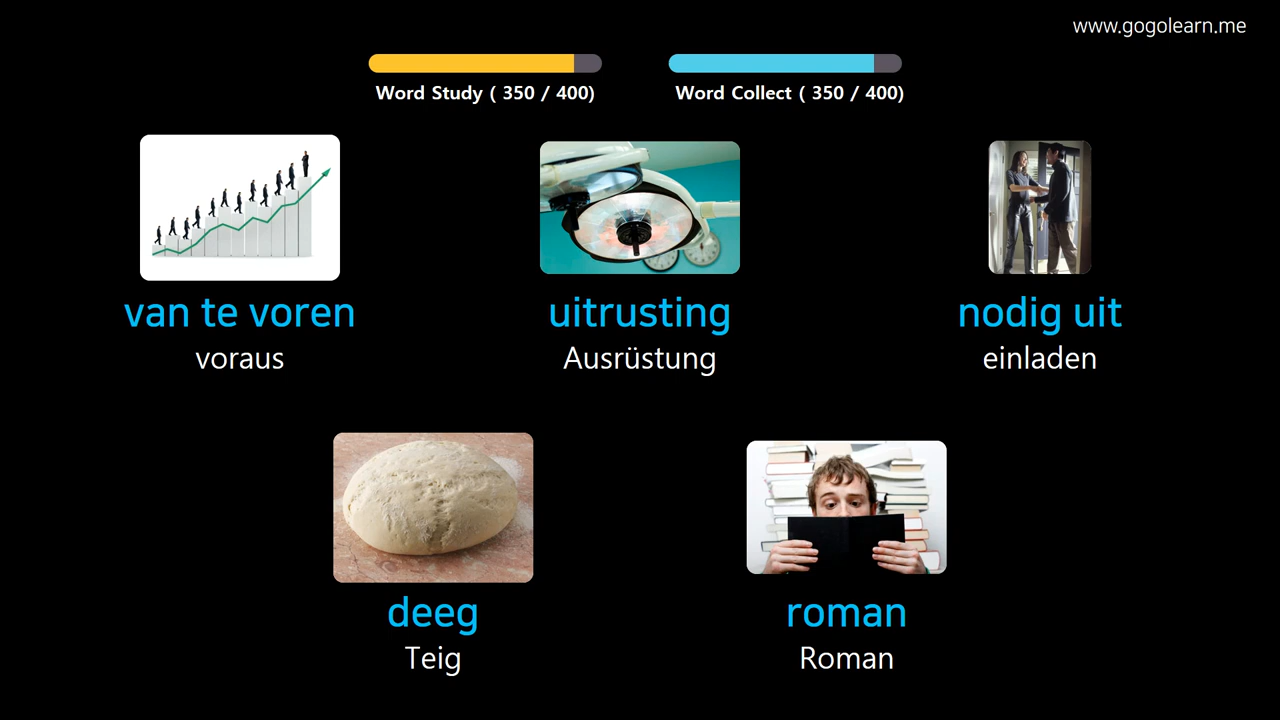 www.gogolearn.me
Word Study ( 350 / 400)
Word Collect ( 350 / 400)
van te voren
voraus
uitrusting
Ausrüstung
nodig uit
einladen
deeg
Teig
roman
Roman